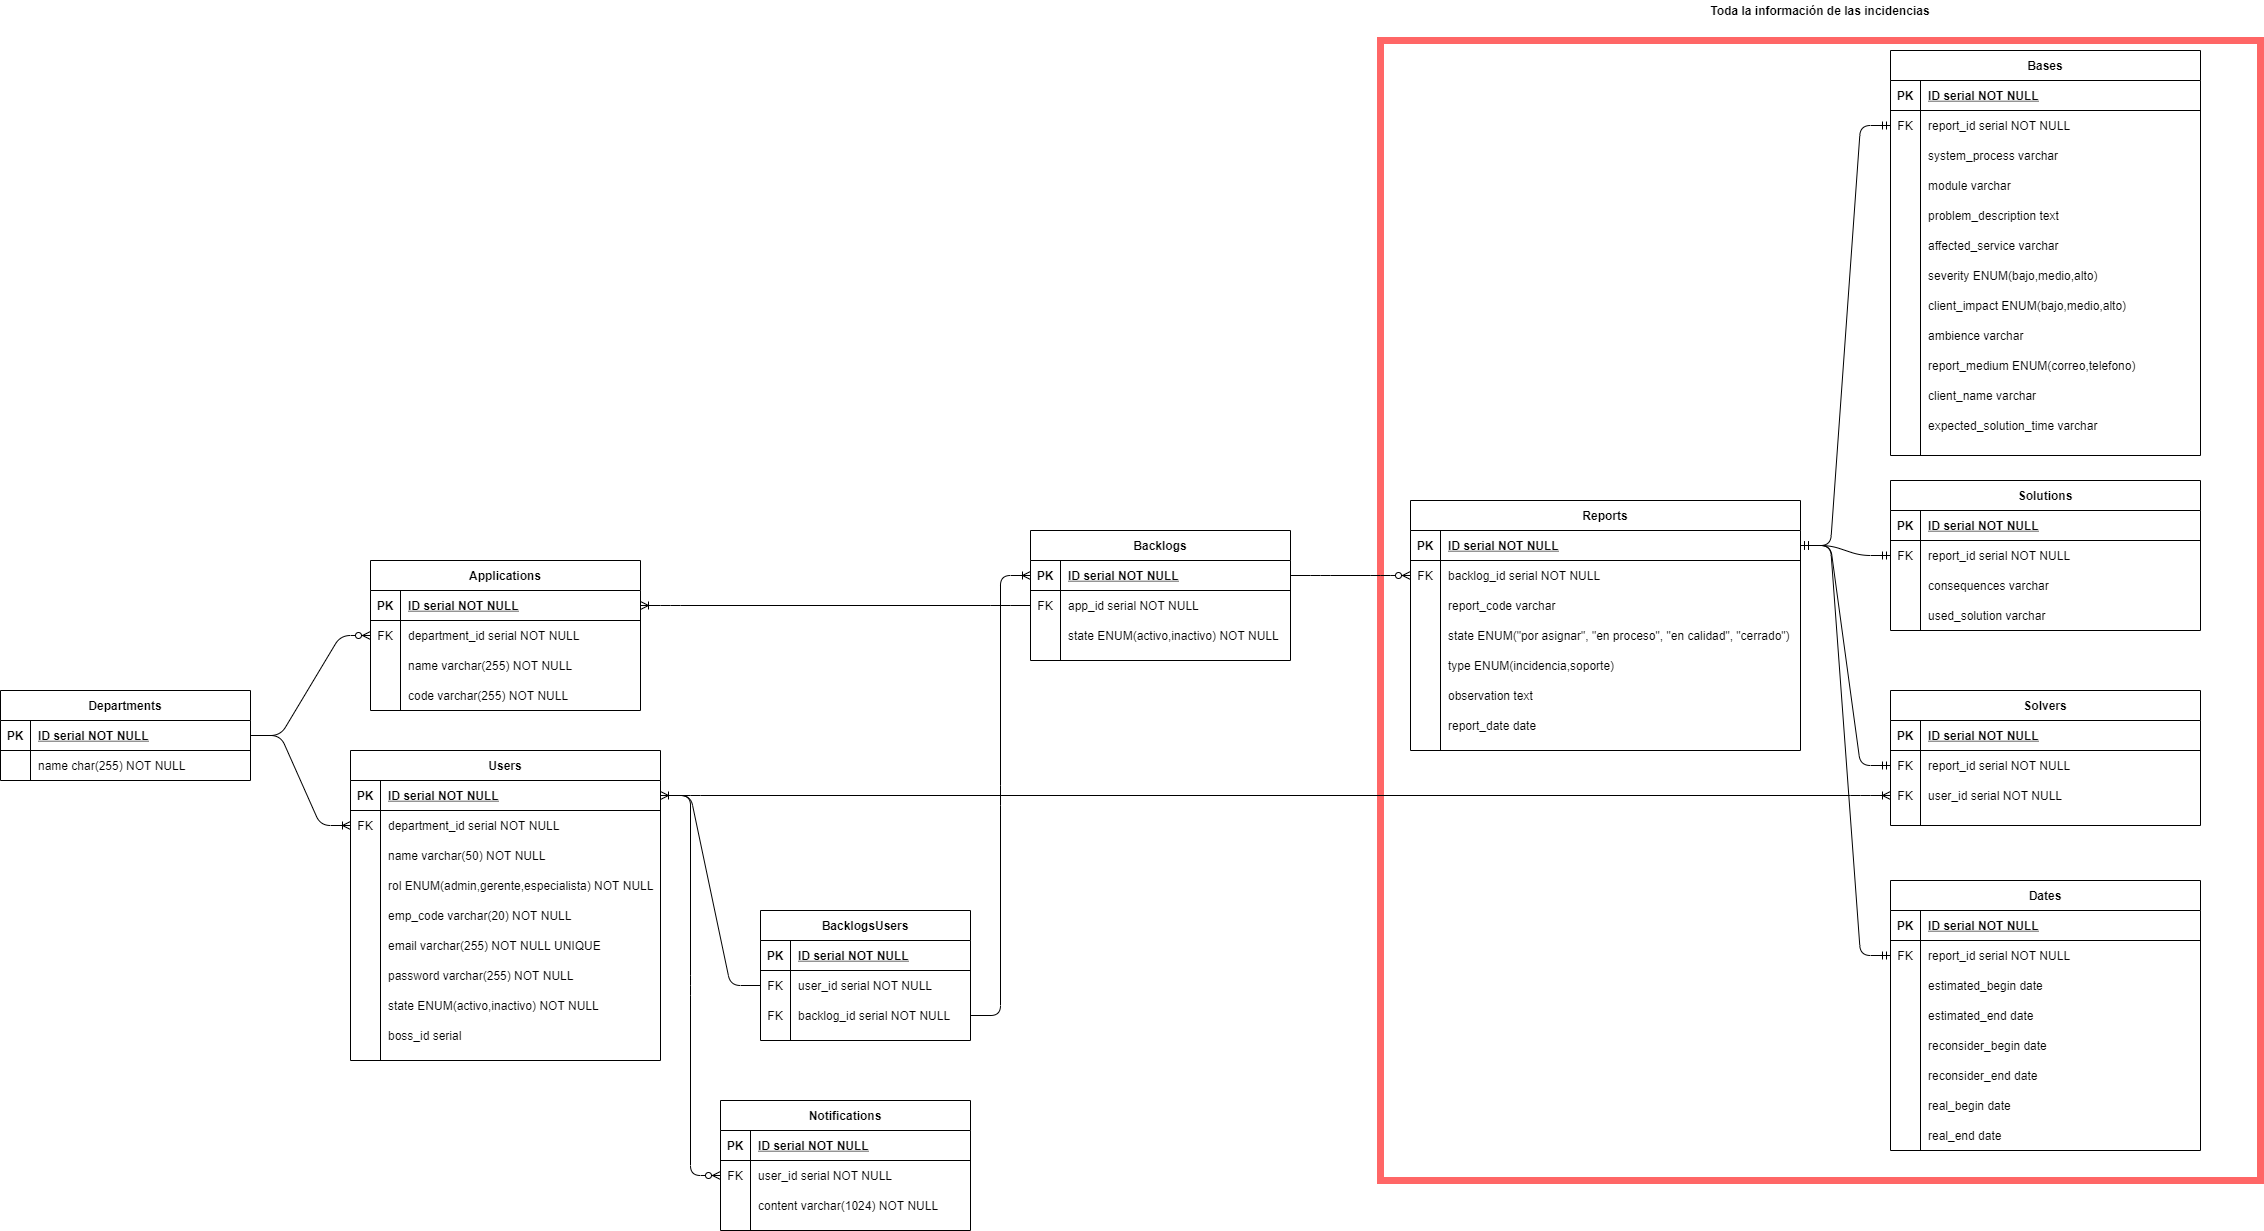 Toda la información de las incidencias
Bases
PK ID serial NOT NULL
FK report_id serial NOT NULL
system_process varchar
module varchar
problem_description text
affected_service varchar
severity ENUM(bajo,medio,alto)
client_impact ENUM(bajo,medio,alto)
ambience varchar
report_medium ENUM(correo,telefono)
client_name varchar
expected_solution_time varchar
Solutions
PK ID serial NOT NULL
FK report_id serial NOT NULL
consequences varchar
used_solution varchar
Reports
PK ID serial NOT NULL
FK backlog_id serial NOT NULL
report_code varchar
state ENUM("por asignar", "en proceso", "en calidad", "cerrado")
type ENUM(incidencia,soporte)
observation text
report_date date
Backlogs
PK ID serial NOT NULL
FK app_id serial NOT NULL
state ENUM(activo,inactivo) NOT NULL
Applications
PK ID serial NOT NULL
FK department_id serial NOT NULL
name varchar(255) NOT NULL
code varchar(255) NOT NULL
Departments
PK ID serial NOT NULL
name char(255) NOT NULL
Users
PK ID serial NOT NULL
FK department_id serial NOT NULL
name varchar(50) NOT NULL
rol ENUM(admin,gerente,especialista) NOT NULL
emp_code varchar(20) NOT NULL
email varchar(255) NOT NULL UNIQUE
password varchar(255) NOT NULL
state ENUM(activo,inactivo) NOT NULL
boss_id serial
Solvers
PK ID serial NOT NULL
FK report_id serial NOT NULL
FK user_id serial NOT NULL
BacklogsUsers
PK ID serial NOT NULL
FK user_id serial NOT NULL
FK backlog_id serial NOT NULL
Dates
PK ID serial NOT NULL
FK report_id serial NOT NULL
estimated_begin date
estimated_end date
reconsider_begin date
reconsider_end date
real_begin date
real_end date
Notifications
PK ID serial NOT NULL
FK user_id serial NOT NULL
content varchar(1024) NOT NULL